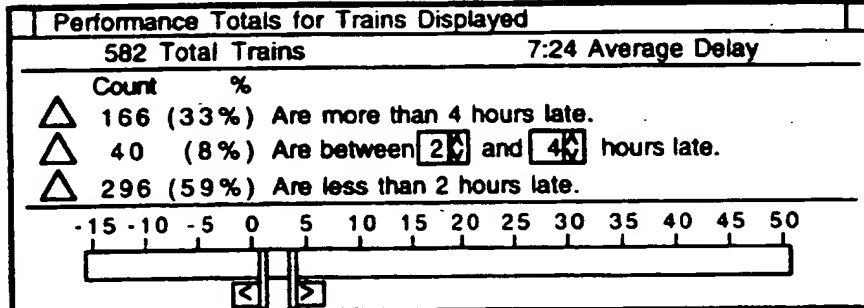 Performance Totals for Trains Displayed
582 Total Trains 7:24 Average Delay
Count %
166 (33%) Are more than 4 hours late.
40 (8%) Are between 2 and 4 hours late.
296 (59%) Are less than 2 hours late.
-15 -10 -5 0 5 10 15 20 25 30 35 40 45 50
< >